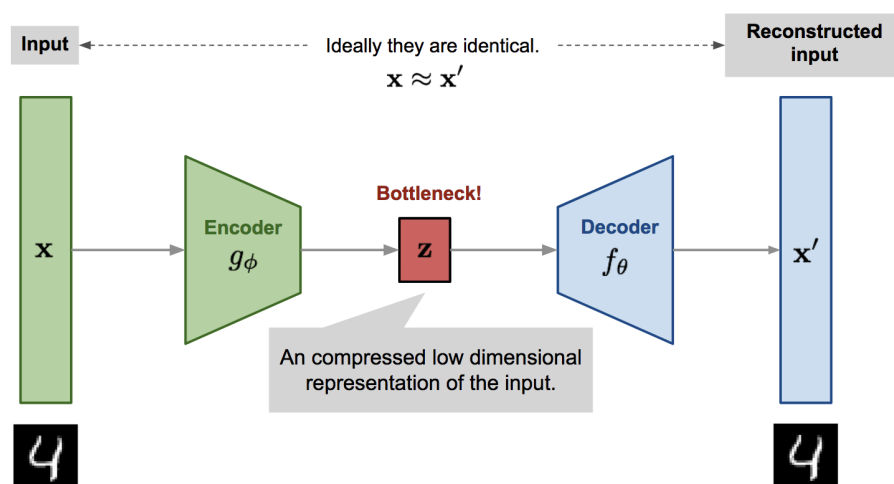 Input
Ideally they are identical.
x ≈ x′
Reconstructed
input
Bottleneck!
x
Encoder
gϕ
z
Decoder
fθ
x′
An compressed low dimensional
representation of the input.
4
4